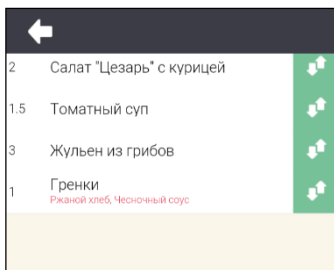 2 Салат "Цезарь" с курицей
1.5 Томатный суп
3 Жульен из грибов
1 Гренки
Ржаной хлеб, Чесночный соус